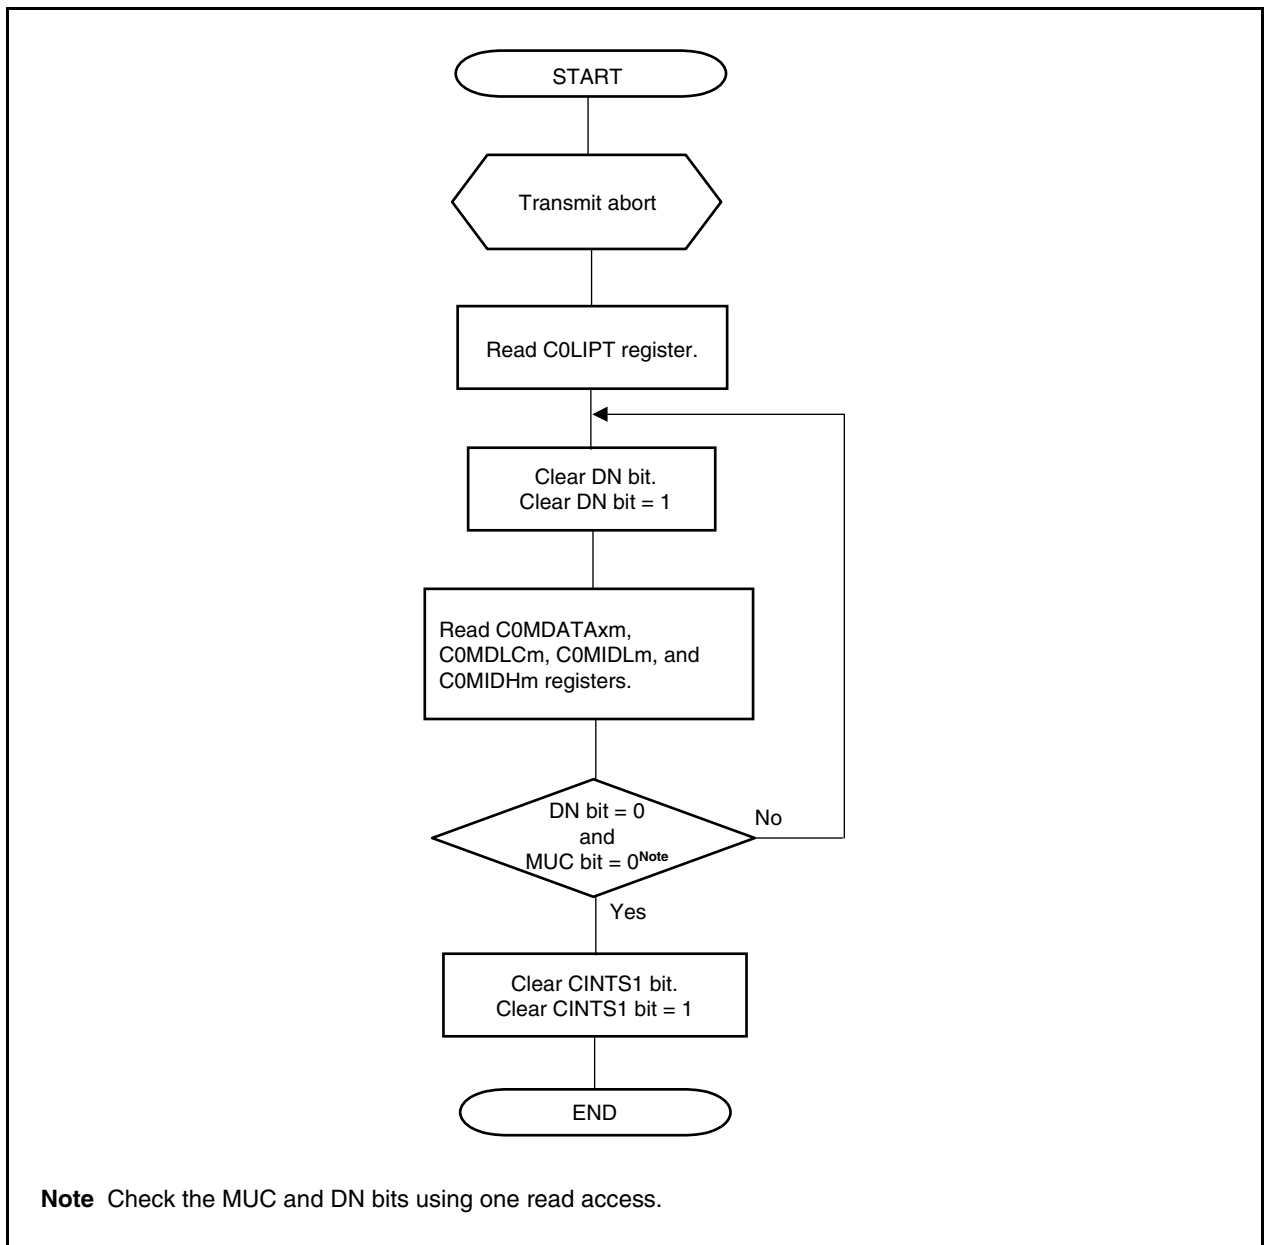 START
Transmit abort
Read C0LIPT register.
Clear DN bit.
Clear DN bit = 1
Read C0MDATAxm,
C0MDLCm, C0MIDLm, and
C0MIDHm registers.
DN bit = 0
and
MUC bit = 0Note
No
Yes
Clear CINTS1 bit.
Clear CINTS1 bit = 1
END
Note Check the MUC and DN bits using one read access.